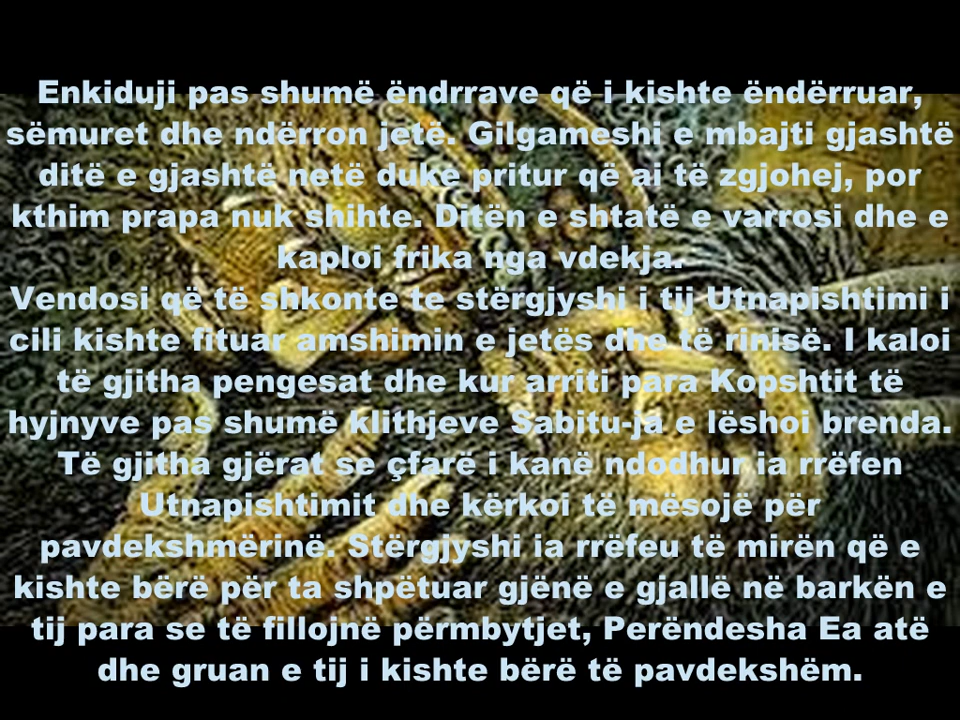 Enkiduji pas shumë ëndrrave që i kishte ëndërruar,
sëmuret dhe ndërron jetë. Gilgameshi e mbajti gjashtë
ditë e gjashtë netë duke pritur që ai të zgjohej, por
kthim prapa nuk shihte. Ditën e shtatë e varrosi dhe e
kaploi frika nga vdekja.
Vendosi që të shkonte te stërgjyshi i tij Utnapishtimi i
cili kishte fituar amshimin e jetës dhe të rinisë. I kaloi
të gjitha pengesat dhe kur arriti para Kopshtit të
hyjnyve pas shumë klithjeve Sabitu-ja e lëshoi brenda.
Të gjitha gjërat se çfarë i kanë ndodhur ia rrëfen
Utnapishtimit dhe kërkoi të mësojë për
pavdekshmërinë. Stërgjyshi ia rrëfeu të mirën që e
kishte bërë për ta shpëtuar gjënë e gjallë në barkën e
tij para se të fillojnë përmbytjet, Perëndesha Ea atë
dhe gruan e tij i kishte bërë të pavdekshëm.